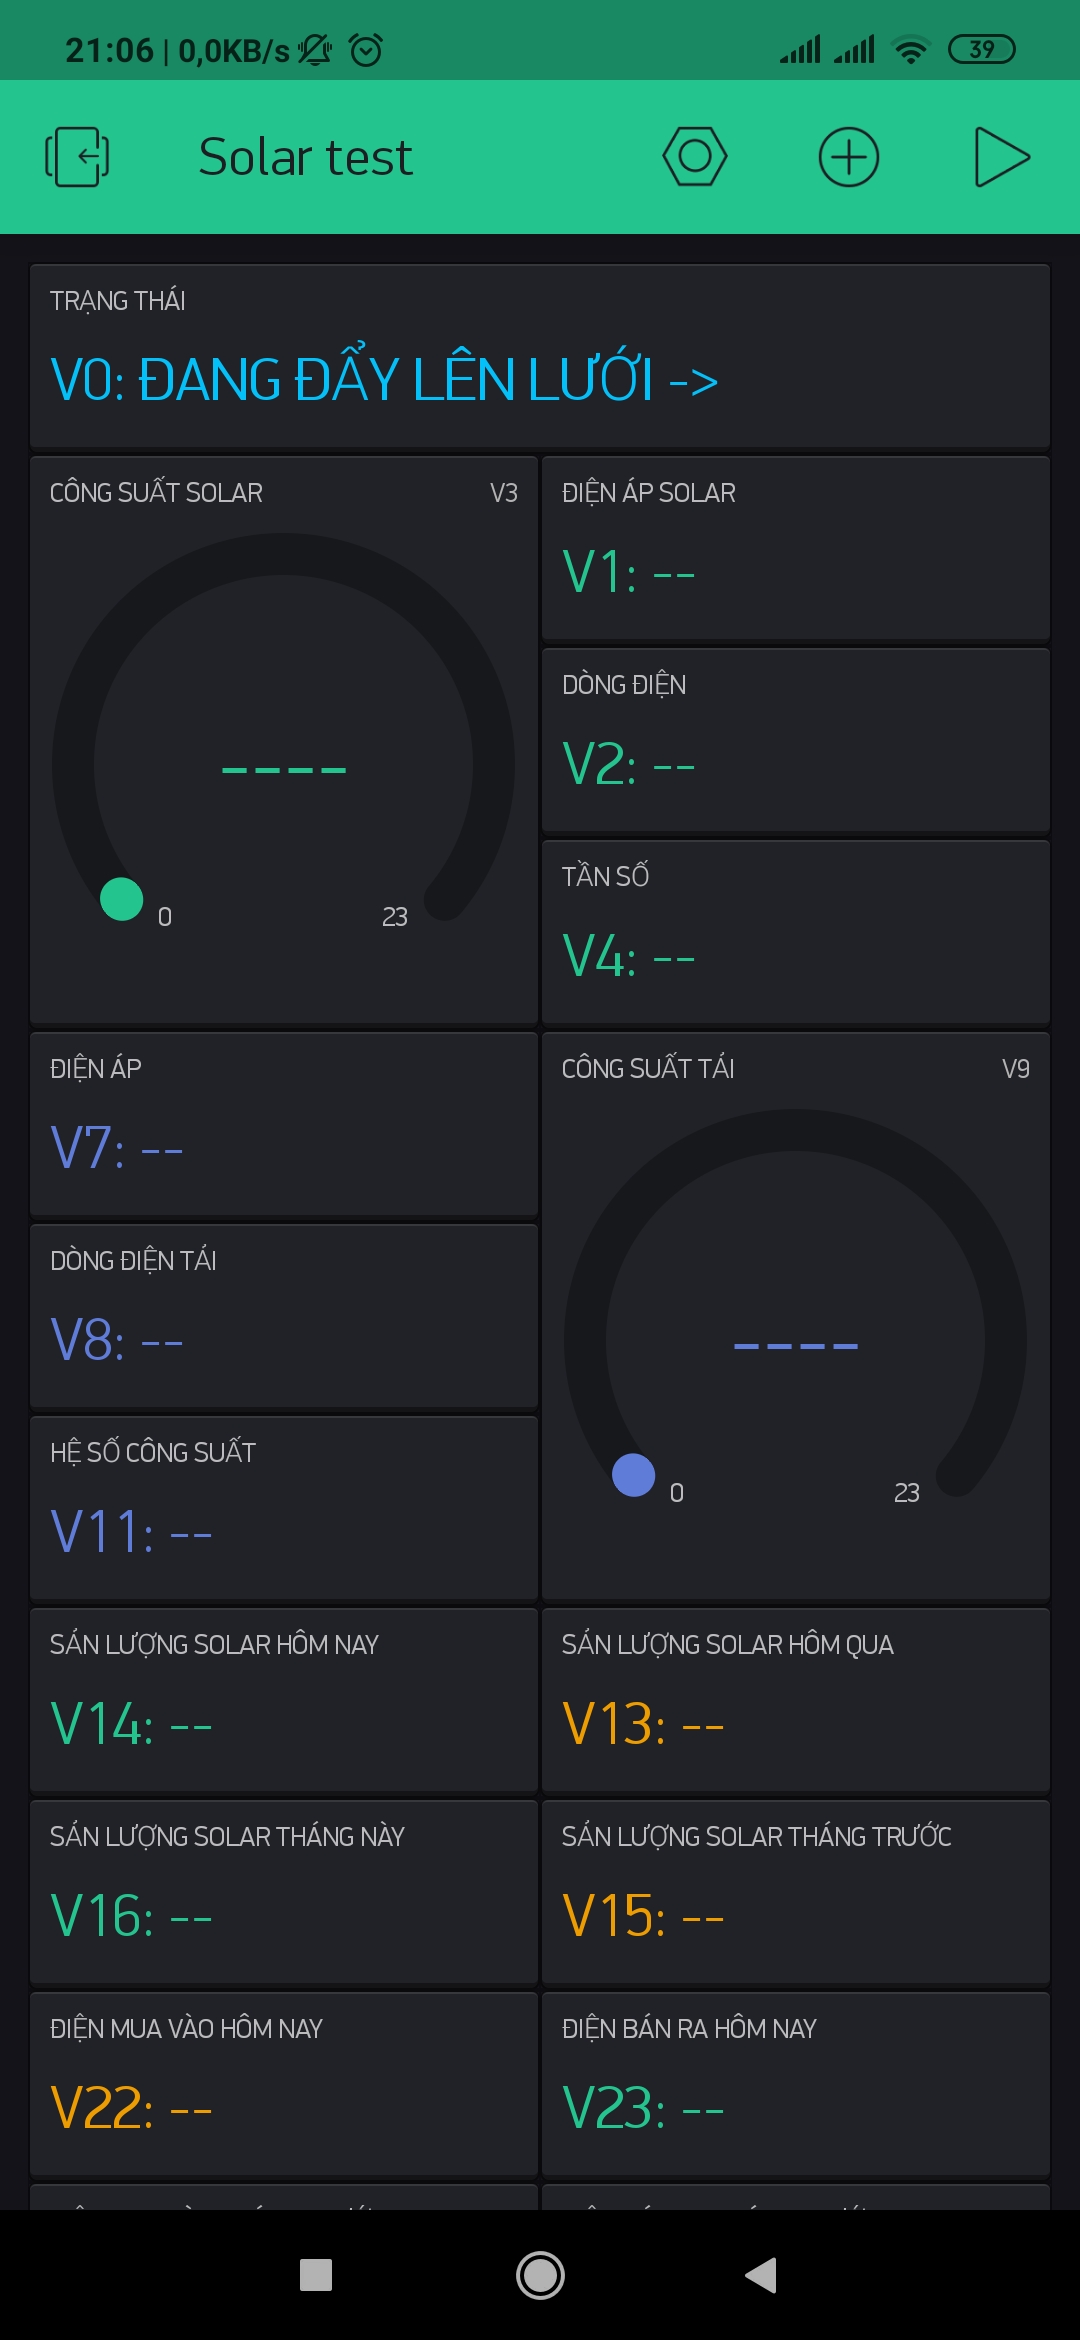 21:06 | 0,0KB/s
39
Solar test
TRẠNG THÁI
V0: ĐANG ĐẨY LÊN LƯỚI ->
CÔNG SUẤT SOLAR V3
----
0 23
ĐIỆN ÁP SOLAR
V1: --
DÒNG ĐIỆN
V2: --
TẦN SỐ
V4: --
ĐIỆN ÁP
V7: --
DÒNG ĐIỆN TẢI
V8: --
HỆ SỐ CÔNG SUẤT
V11: --
CÔNG SUẤT TẢI V9
----
0 23
SẢN LƯỢNG SOLAR HÔM NAY
V14: --
SẢN LƯỢNG SOLAR HÔM QUA
V13: --
SẢN LƯỢNG SOLAR THÁNG NÀY
V16: --
SẢN LƯỢNG SOLAR THÁNG TRƯỚC
V15: --
ĐIỆN MUA VÀO HÔM NAY
V22: --
ĐIỆN BÁN RA HÔM NAY
V23: --